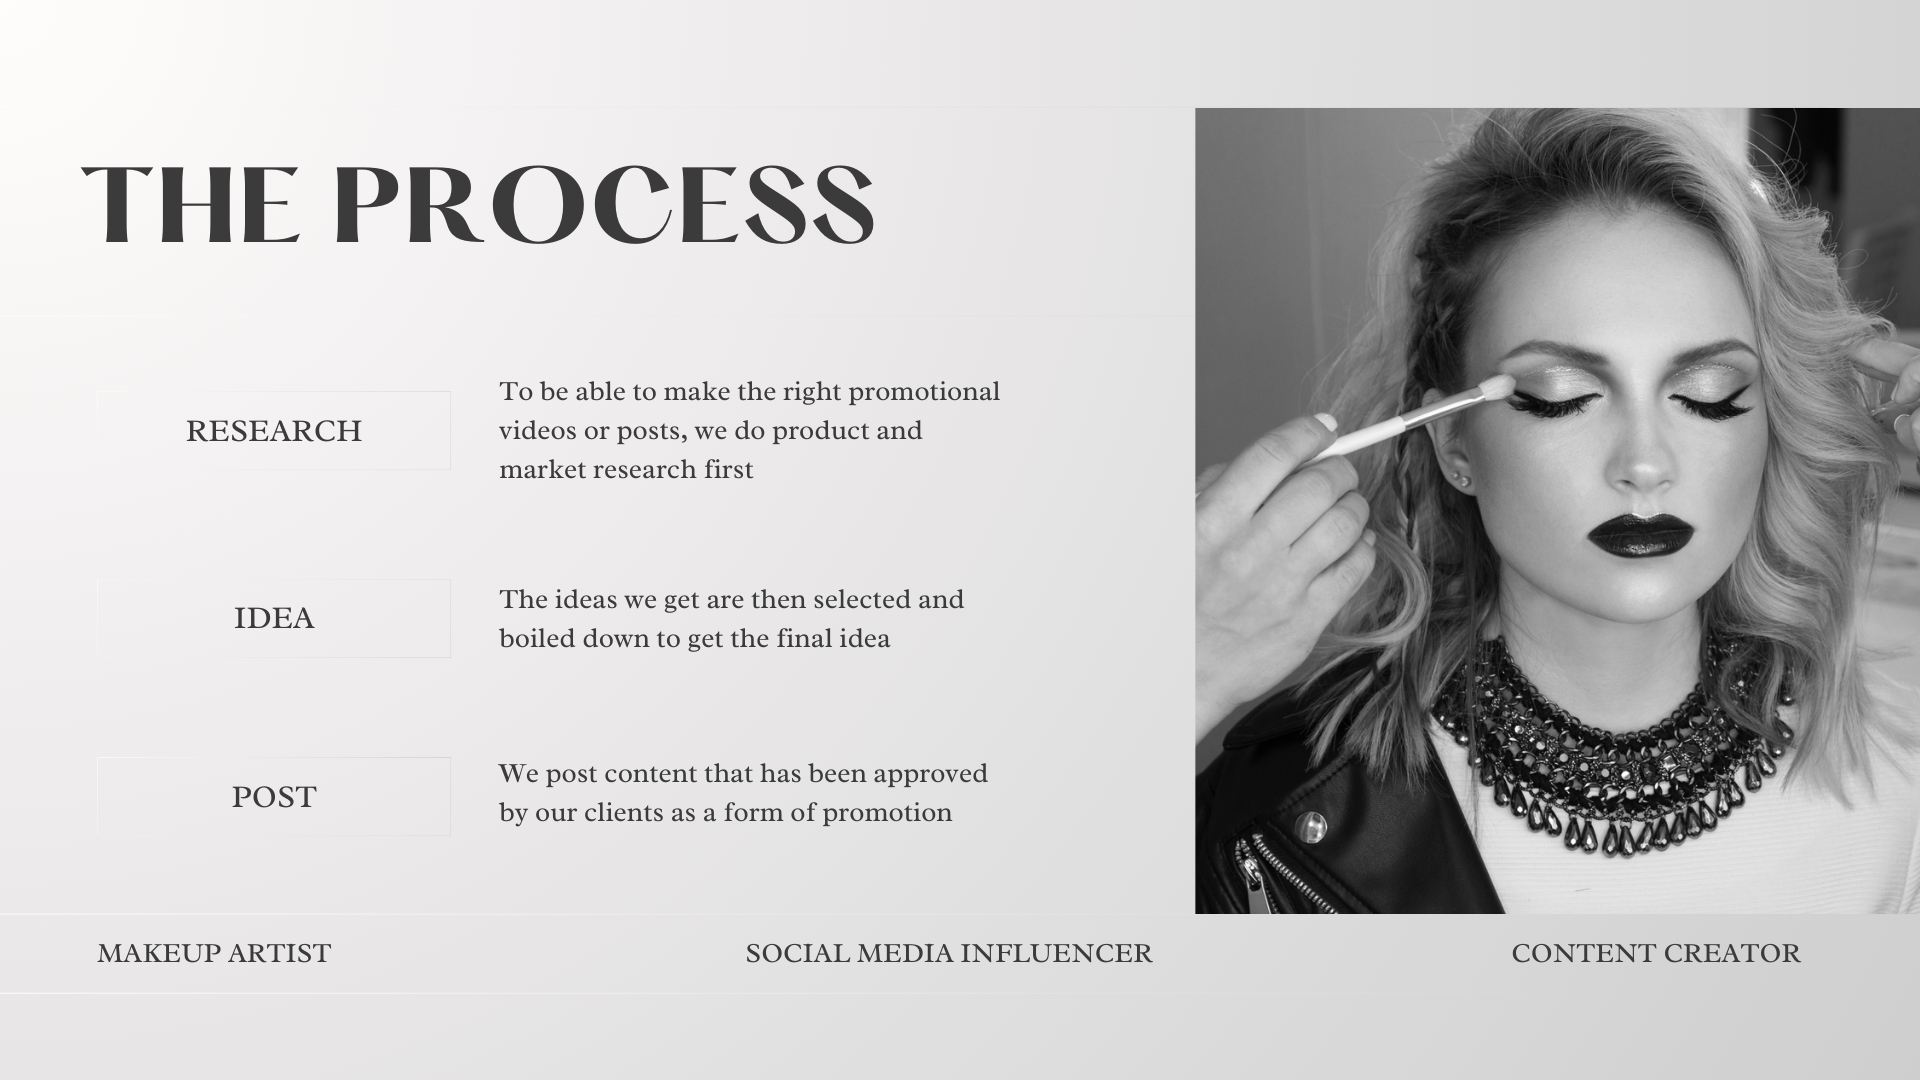 THE PROCESS
RESEARCH
To be able to make the right promotional
videos or posts, we do product and
market research first
IDEA
The ideas we get are then selected and
boiled down to get the final idea
POST
We post content that has been approved
by our clients as a form of promotion
MAKEUP ARTIST
SOCIAL MEDIA INFLUENCER
CONTENT CREATOR